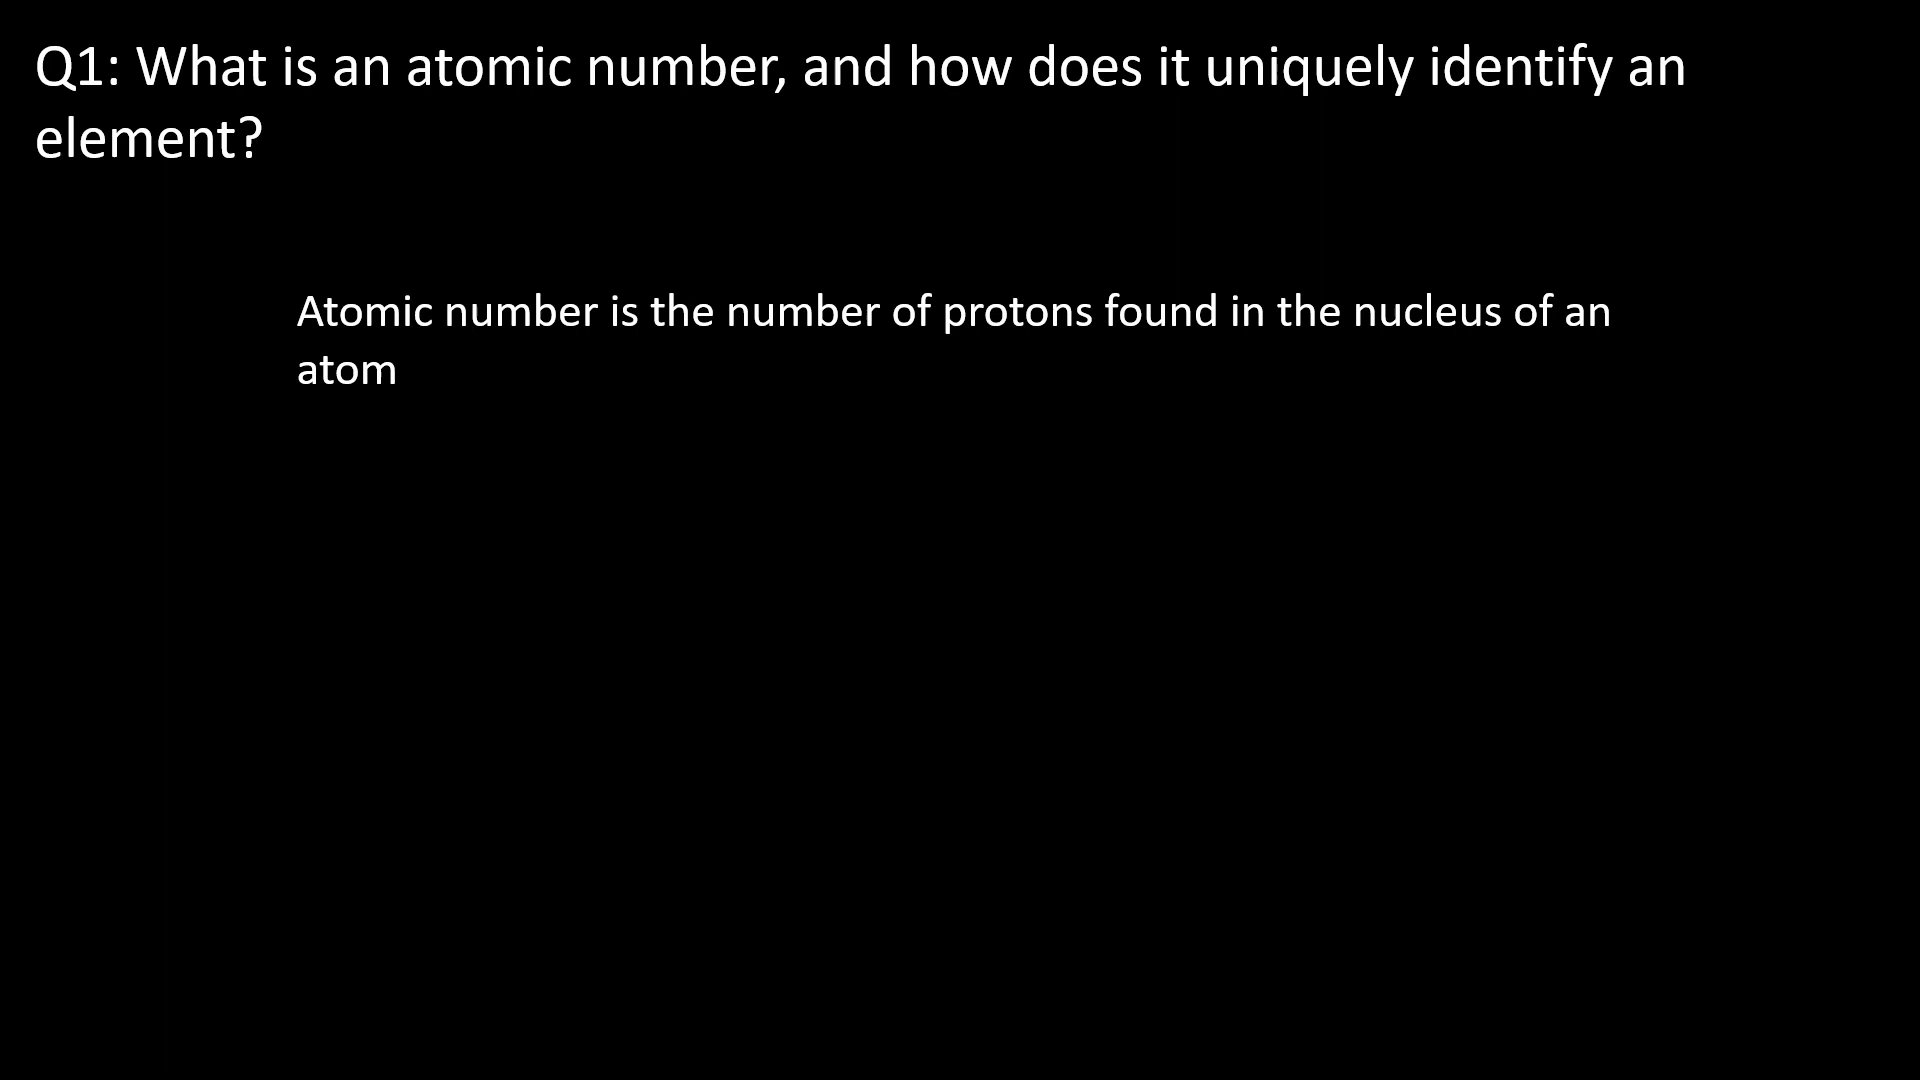 Q1: What is an atomic number, and how does it uniquely identify an
element?
Atomic number is the number of protons found in the nucleus of an
atom